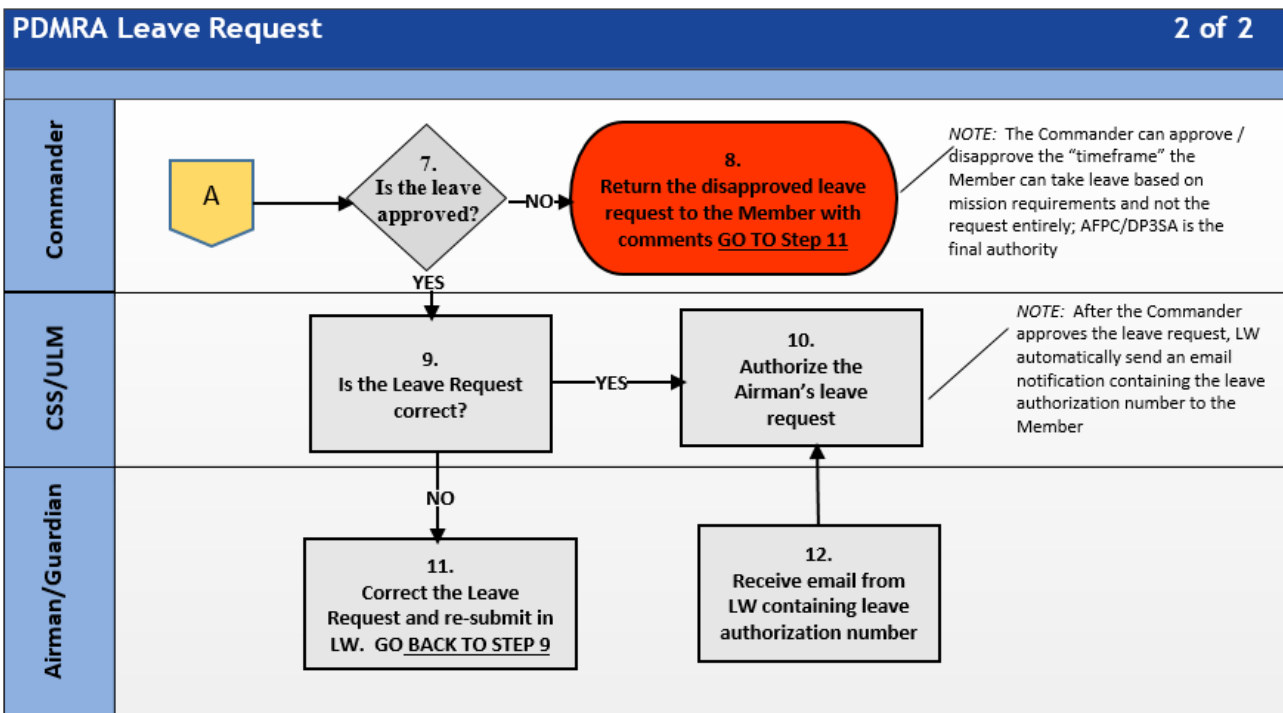 PDMRA Leave Request
2 of 2
Commander
A
7.
Is the leave
approved?
NO
8.
Return the disapproved leave
request to the Member with
comments GO TO Step 11
NOTE: The Commander can approve /
disapprove the “timeframe” the
Member can take leave based on
mission requirements and not the
request entirely; AFPC/DP3SA is the
final authority
YES
CSS/ULM
9.
Is the Leave Request
correct?
YES
10.
Authorize the
Airman’s leave
request
NOTE: After the Commander
approves the leave request, LW
automatically send an email
notification containing the leave
authorization number to the
Member
NO
Airman/Guardian
11.
Correct the Leave
Request and re-submit in
LW. GO BACK TO STEP 9
12.
Receive email from
LW containing leave
authorization number